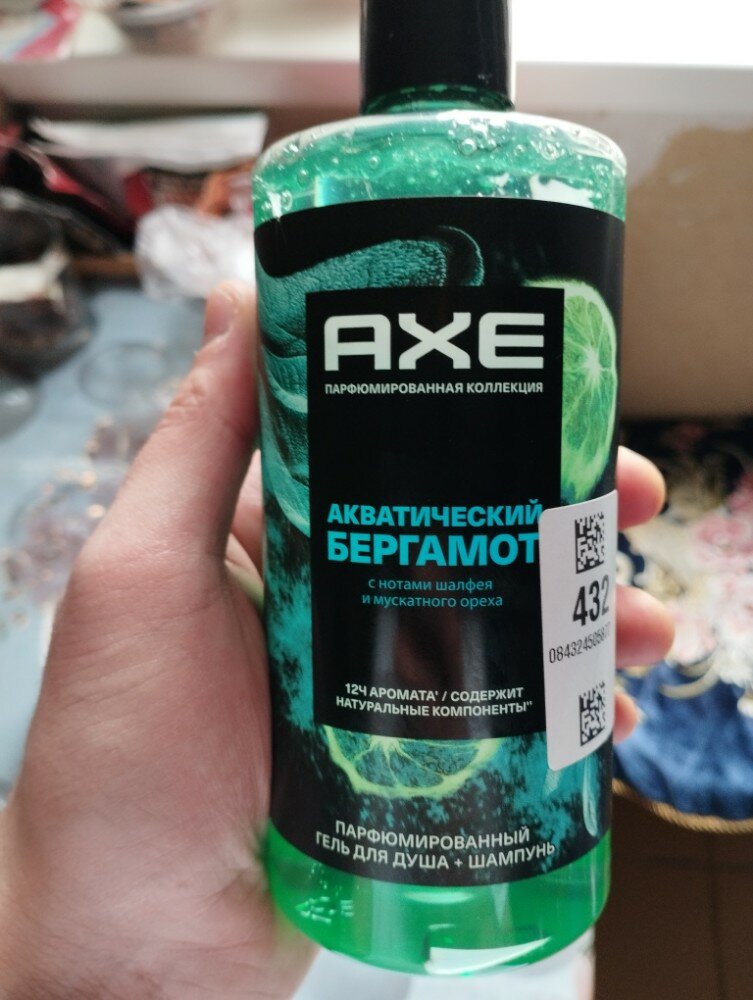 AXE
ПАРФЮМИРОВАННАЯ КОЛЛЕКЦИЯ
АКВАТИЧЕСКИЙ
БЕРГАМОТ
с нотами шалфея
и мускатного ореха
12Ч АРОМАТА* / СОДЕРЖИТ
НАТУРАЛЬНЫЕ КОМПОНЕНТЫ**
ПАРФЮМИРОВАННЫЙ
ГЕЛЬ ДЛЯ ДУША + ШАМПУНЬ
432